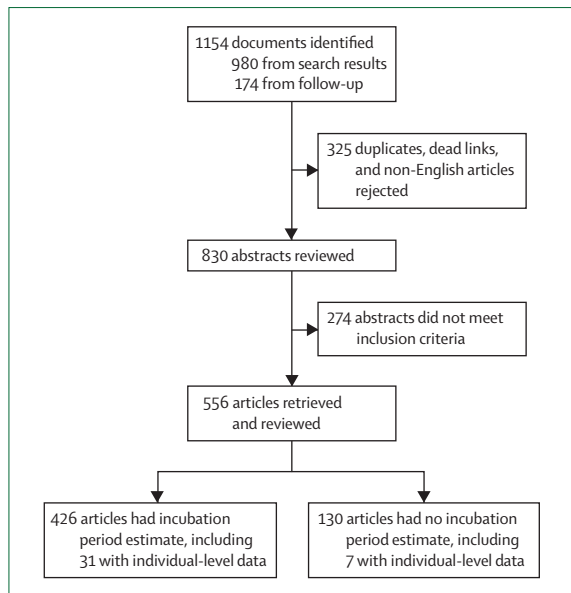 1154 documents identified
980 from search results
174 from follow-up
325 duplicates, dead links,
and non-English articles
rejected
830 abstracts reviewed
274 abstracts did not meet
inclusion criteria
556 articles retrieved
and reviewed
426 articles had incubation
period estimate, including
31 with individual-level data
130 articles had no incubation
period estimate, including
7 with individual-level data